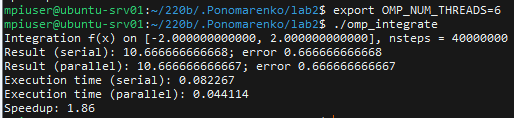 mpiuser@ubuntu-srv01:~/220b/.Ponomarenko/lab2$ export OMP_NUM_THREADS=6
mpiuser@ubuntu-srv01:~/220b/.Ponomarenko/lab2$ ./omp_integrate
Integration f(x) on [-2.000000000000, 2.000000000000], nsteps = 40000000
Result (serial): 10.666666666668; error 0.666666666668
Result (parallel): 10.666666666667; error 0.666666666667
Execution time (serial): 0.082267
Execution time (parallel): 0.044114
Speedup: 1.86